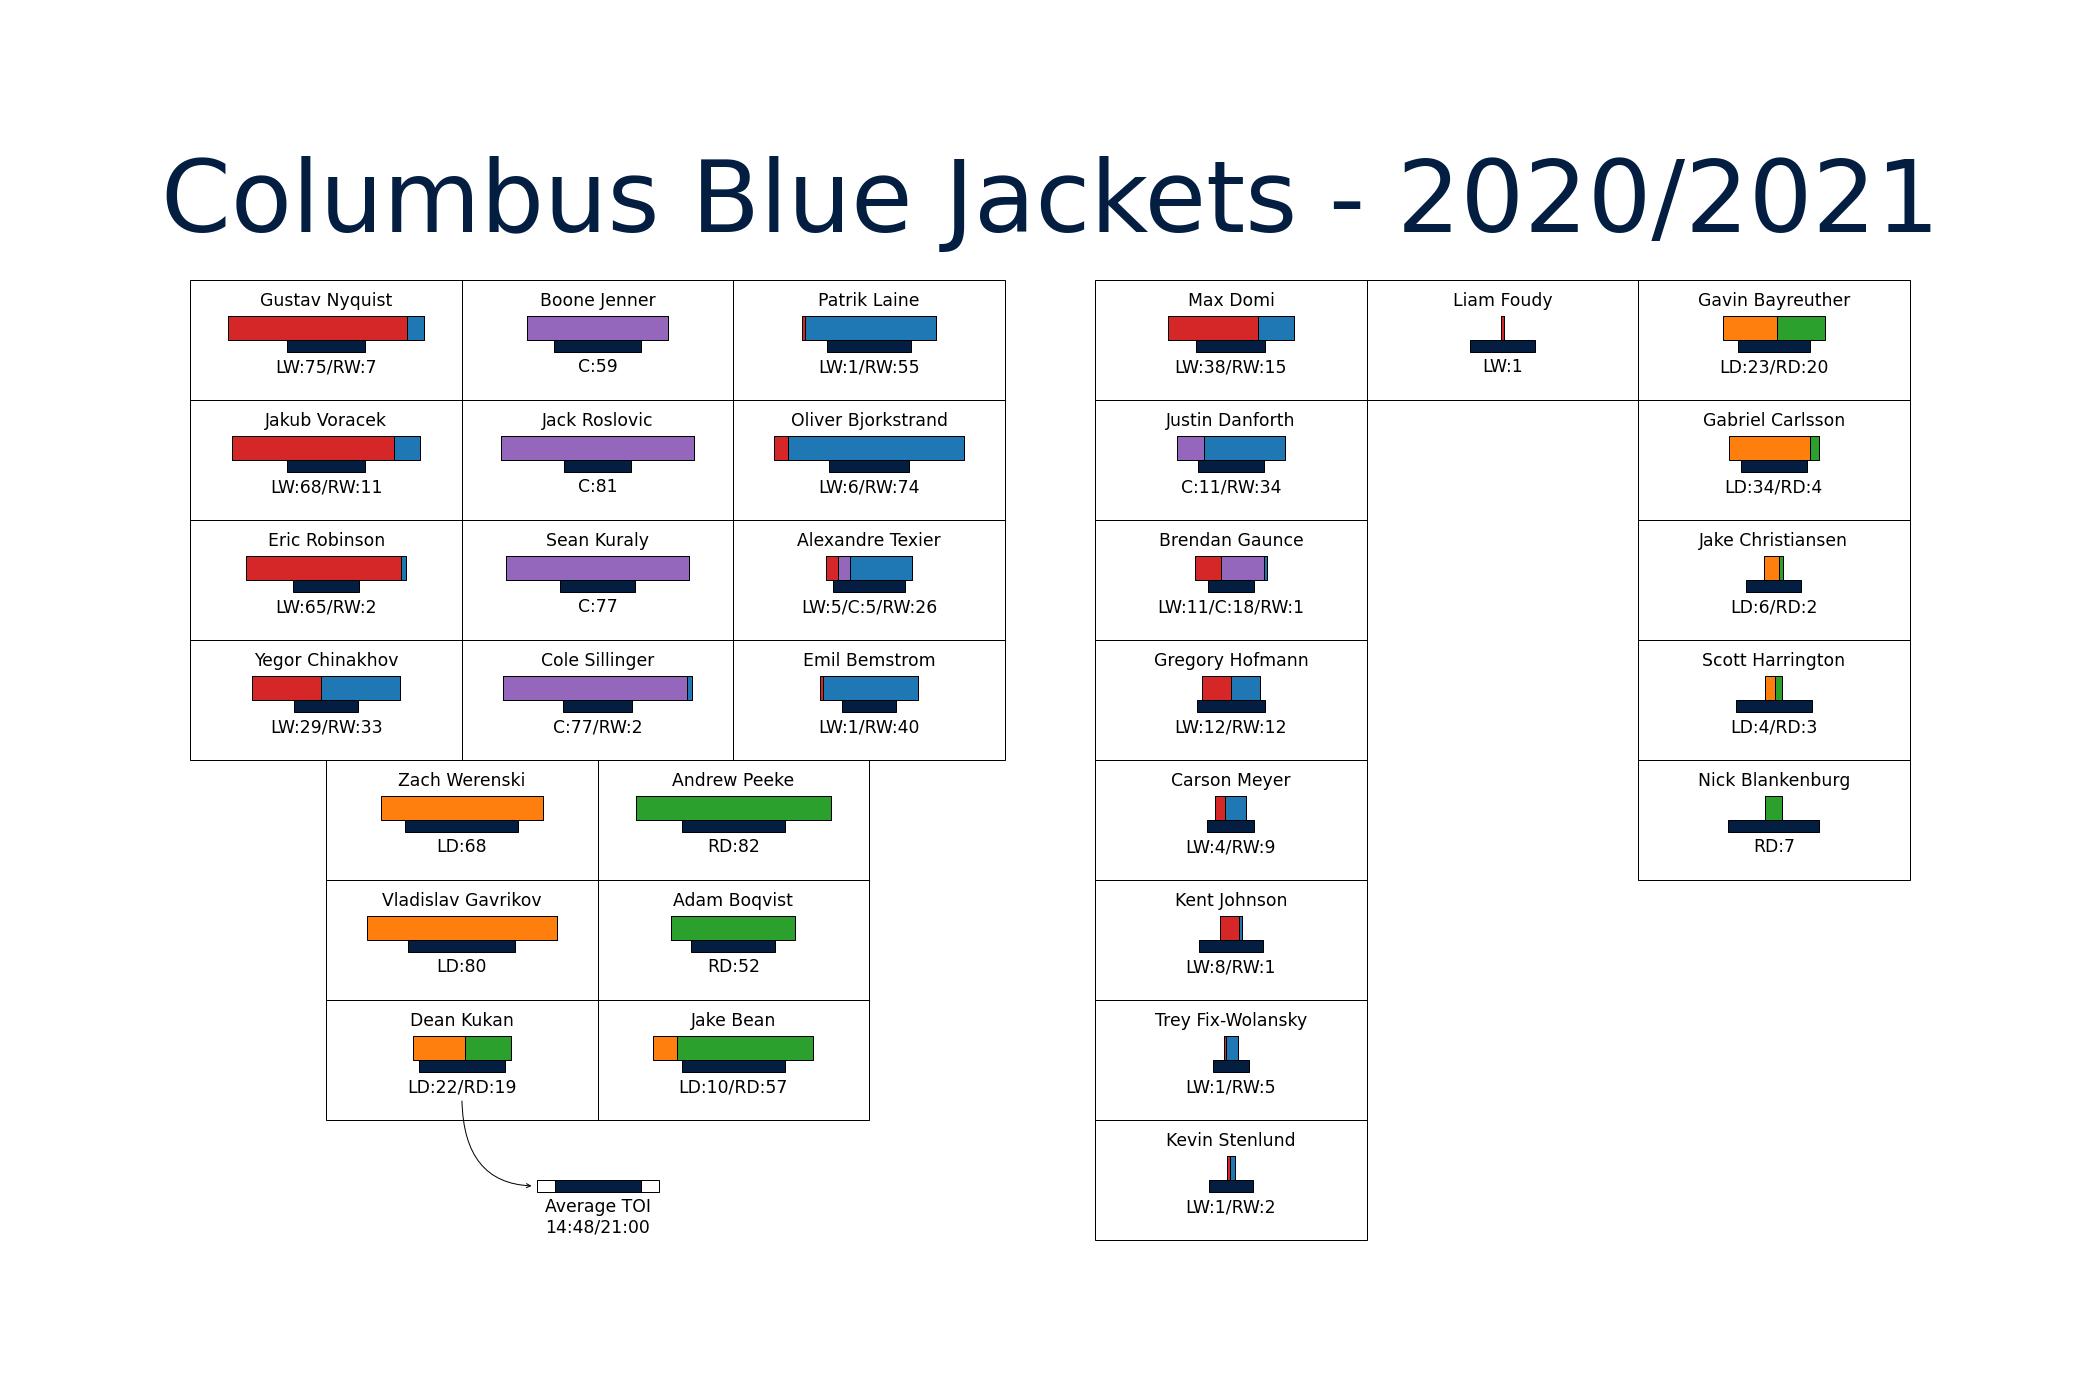 Columbus Blue Jackets - 2020/2021
Gustav Nyquist
LW:75/RW:7
Boone Jenner
C:59
Patrik Laine
LW:1/RW:55
Jakub Voracek
LW:68/RW:11
Jack Roslovic
C:81
Oliver Bjorkstrand
LW:6/RW:74
Eric Robinson
LW:65/RW:2
Sean Kuraly
C:77
Alexandre Texier
LW:5/C:5/RW:26
Yegor Chinakhov
LW:29/RW:33
Cole Sillinger
C:77/RW:2
Emil Bemstrom
LW:1/RW:40
Zach Werenski
LD:68
Andrew Peeke
RD:82
Vladislav Gavrikov
LD:80
Adam Boqvist
RD:52
Dean Kukan
LD:22/RD:19
Jake Bean
LD:10/RD:57
Average TOI
14:48/21:00
Max Domi
LW:38/RW:15
Liam Foudy
LW:1
Gavin Bayreuther
LD:23/RD:20
Justin Danforth
C:11/RW:34
Gabriel Carlsson
LD:34/RD:4
Brendan Gaunce
LW:11/C:18/RW:1
Jake Christiansen
LD:6/RD:2
Gregory Hofmann
LW:12/RW:12
Scott Harrington
LD:4/RD:3
Carson Meyer
LW:4/RW:9
Nick Blankenburg
RD:7
Kent Johnson
LW:8/RW:1
Trey Fix-Wolansky
LW:1/RW:5
Kevin Stenlund
LW:1/RW:2